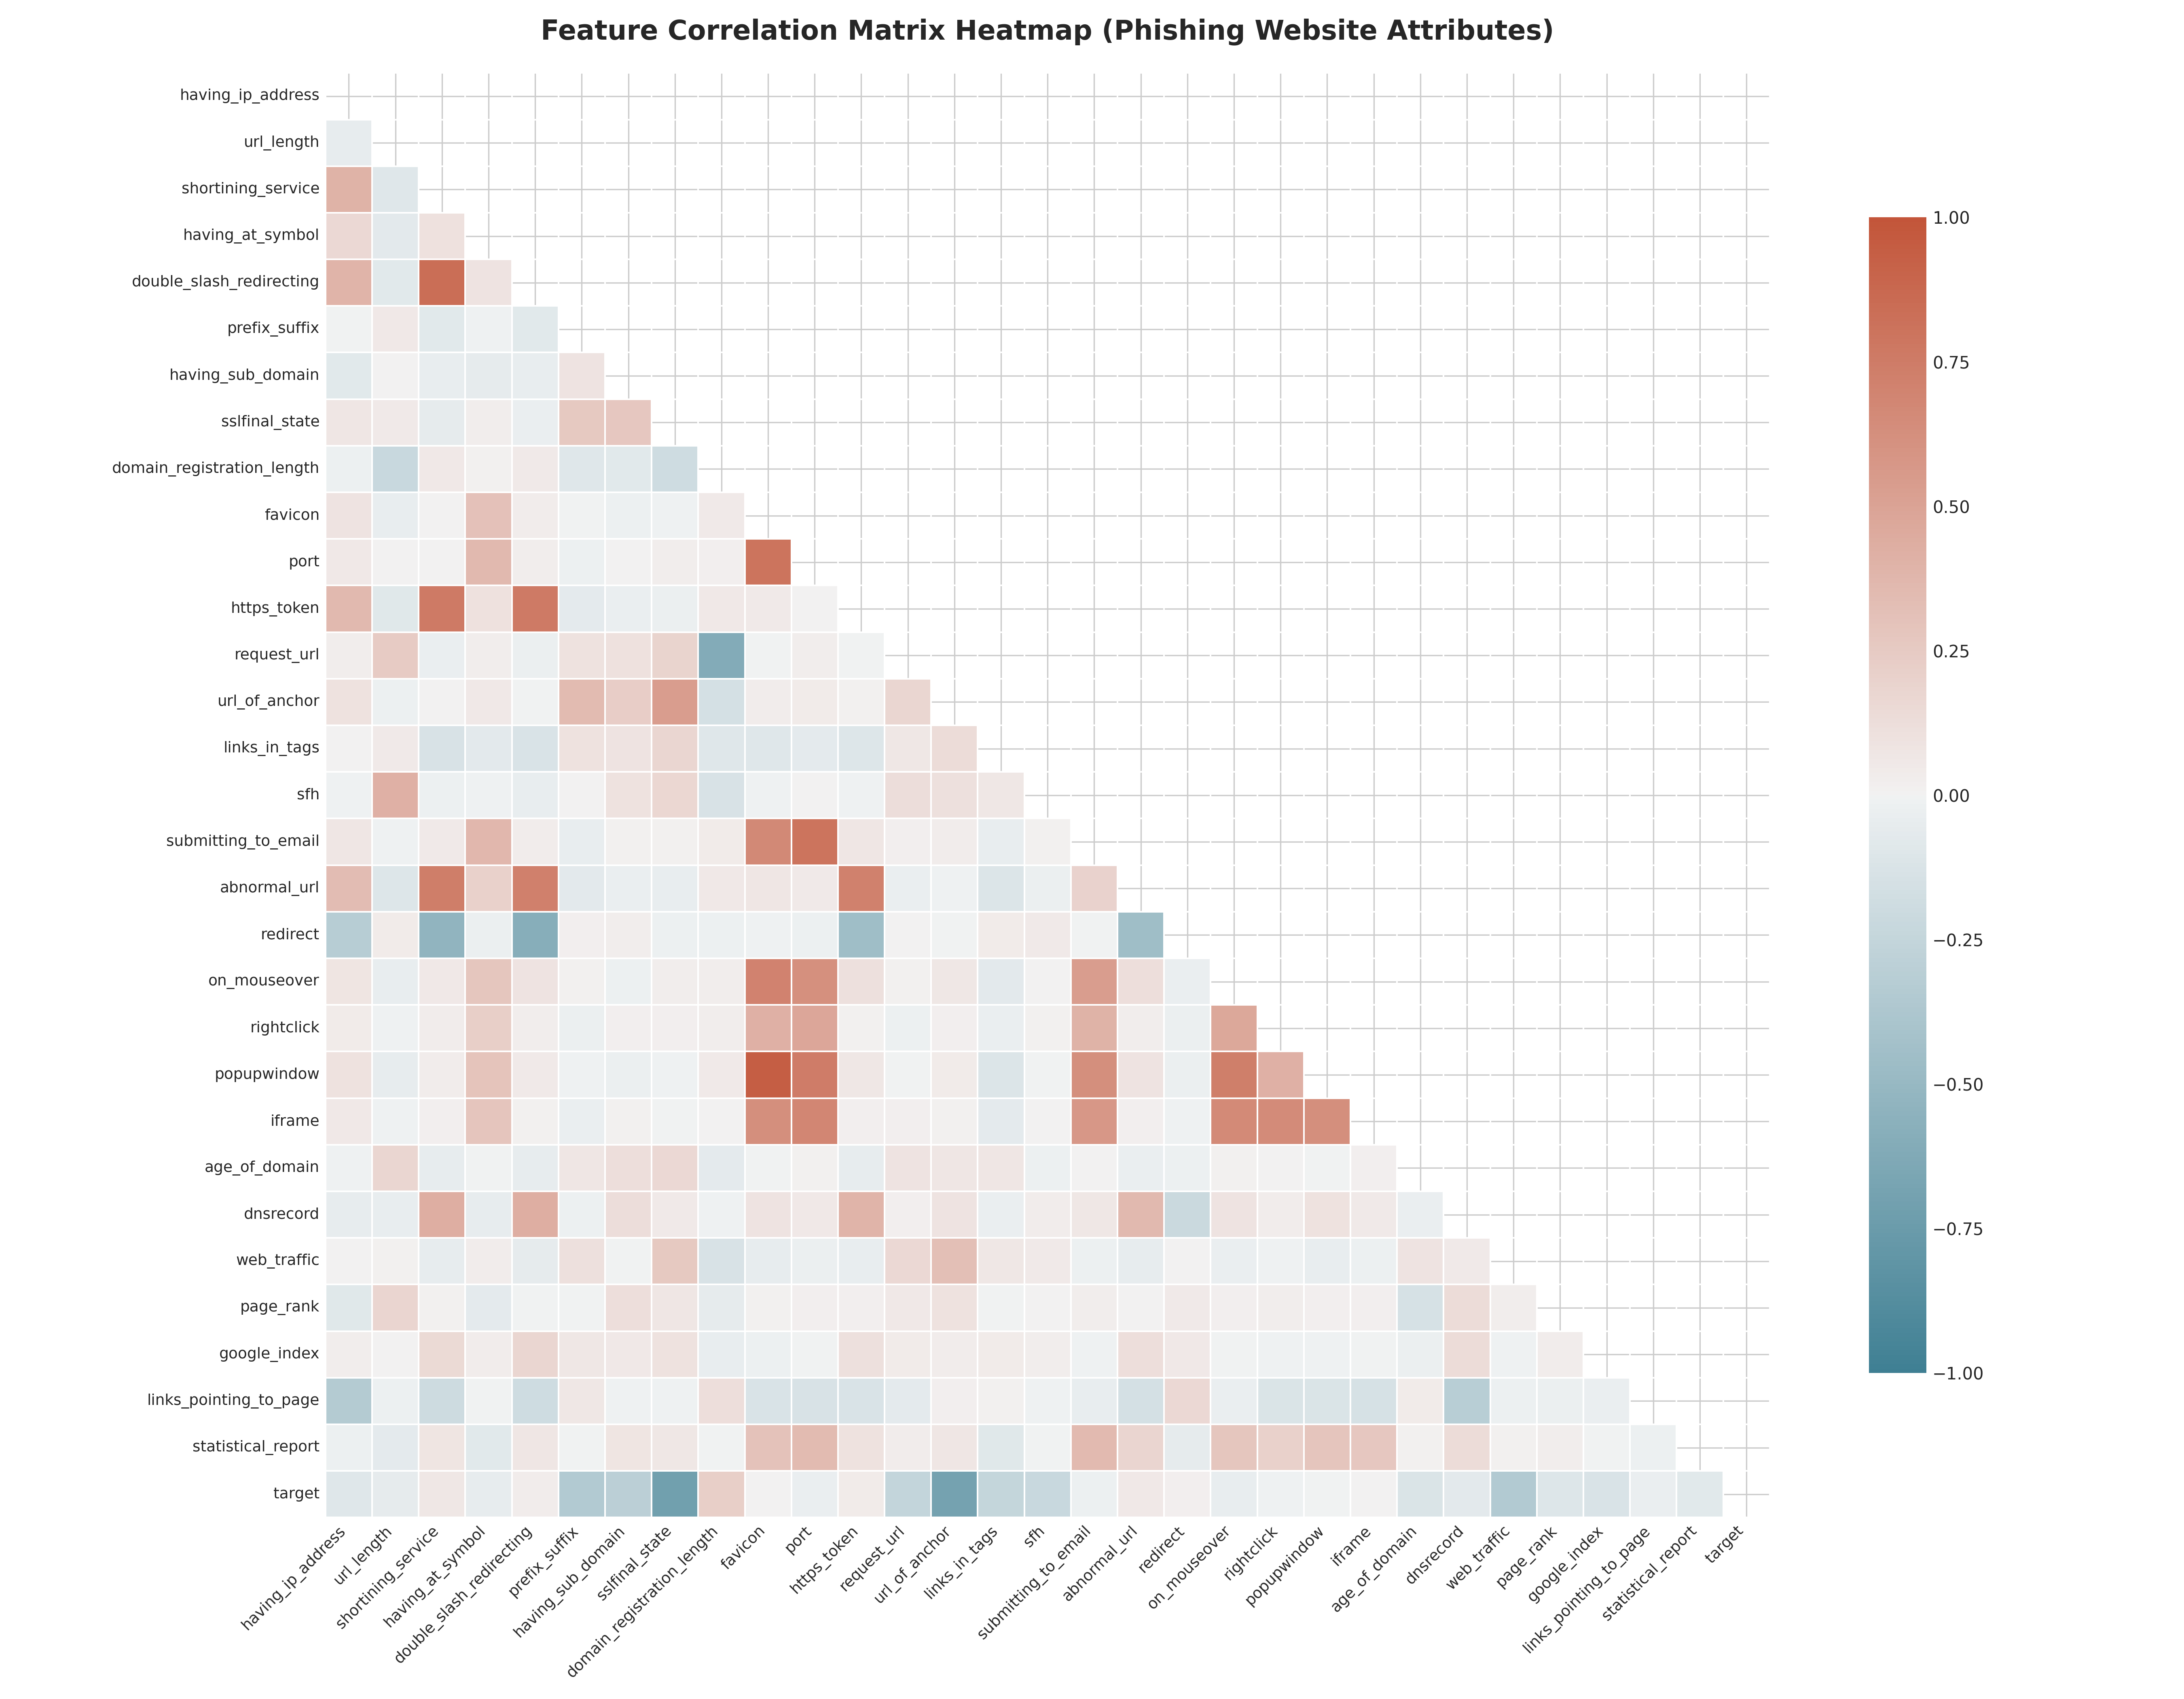 Feature Correlation Matrix Heatmap (Phishing Website Attributes)
having_ip_address
url_length
shortining_service
having_at_symbol
double_slash_redirecting
prefix_suffix
having_sub_domain
sslfinal_state
domain_registration_length
favicon
port
https_token
request_url
url_of_anchor
links_in_tags
sfh
submitting_to_email
abnormal_url
redirect
on_mouseover
rightclick
popupwindow
iframe
age_of_domain
dnsrecord
web_traffic
page_rank
google_index
links_pointing_to_page
statistical_report
target
having_ip_address
url_length
shortining_service
having_at_symbol
double_slash_redirecting
prefix_suffix
having_sub_domain
sslfinal_state
domain_registration_length
favicon
port
https_token
request_url
url_of_anchor
links_in_tags
sfh
submitting_to_email
abnormal_url
redirect
on_mouseover
rightclick
popupwindow
iframe
age_of_domain
dnsrecord
web_traffic
page_rank
google_index
links_pointing_to_page
statistical_report
target
1.00
0.75
0.50
0.25
0.00
−0.25
−0.50
−0.75
−1.00